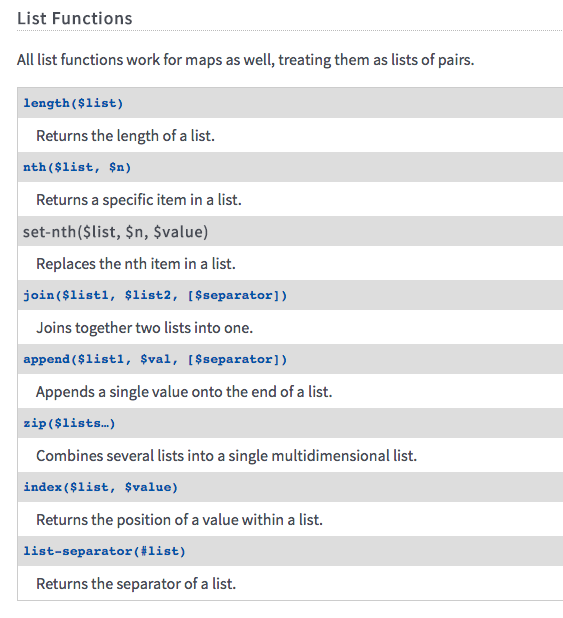 List Functions
All list functions work for maps as well, treating them as lists of pairs.
length($list)
Returns the length of a list.
nth($list, $n)
Returns a specific item in a list.
set-nth($list, $n, $value)
Replaces the nth item in a list.
join($list1, $list2, [$separator])
Joins together two lists into one.
append($list1, $val, [$separator])
Appends a single value onto the end of a list.
zip($lists…)
Combines several lists into a single multidimensional list.
index($list, $value)
Returns the position of a value within a list.
list-separator(#list)
Returns the separator of a list.